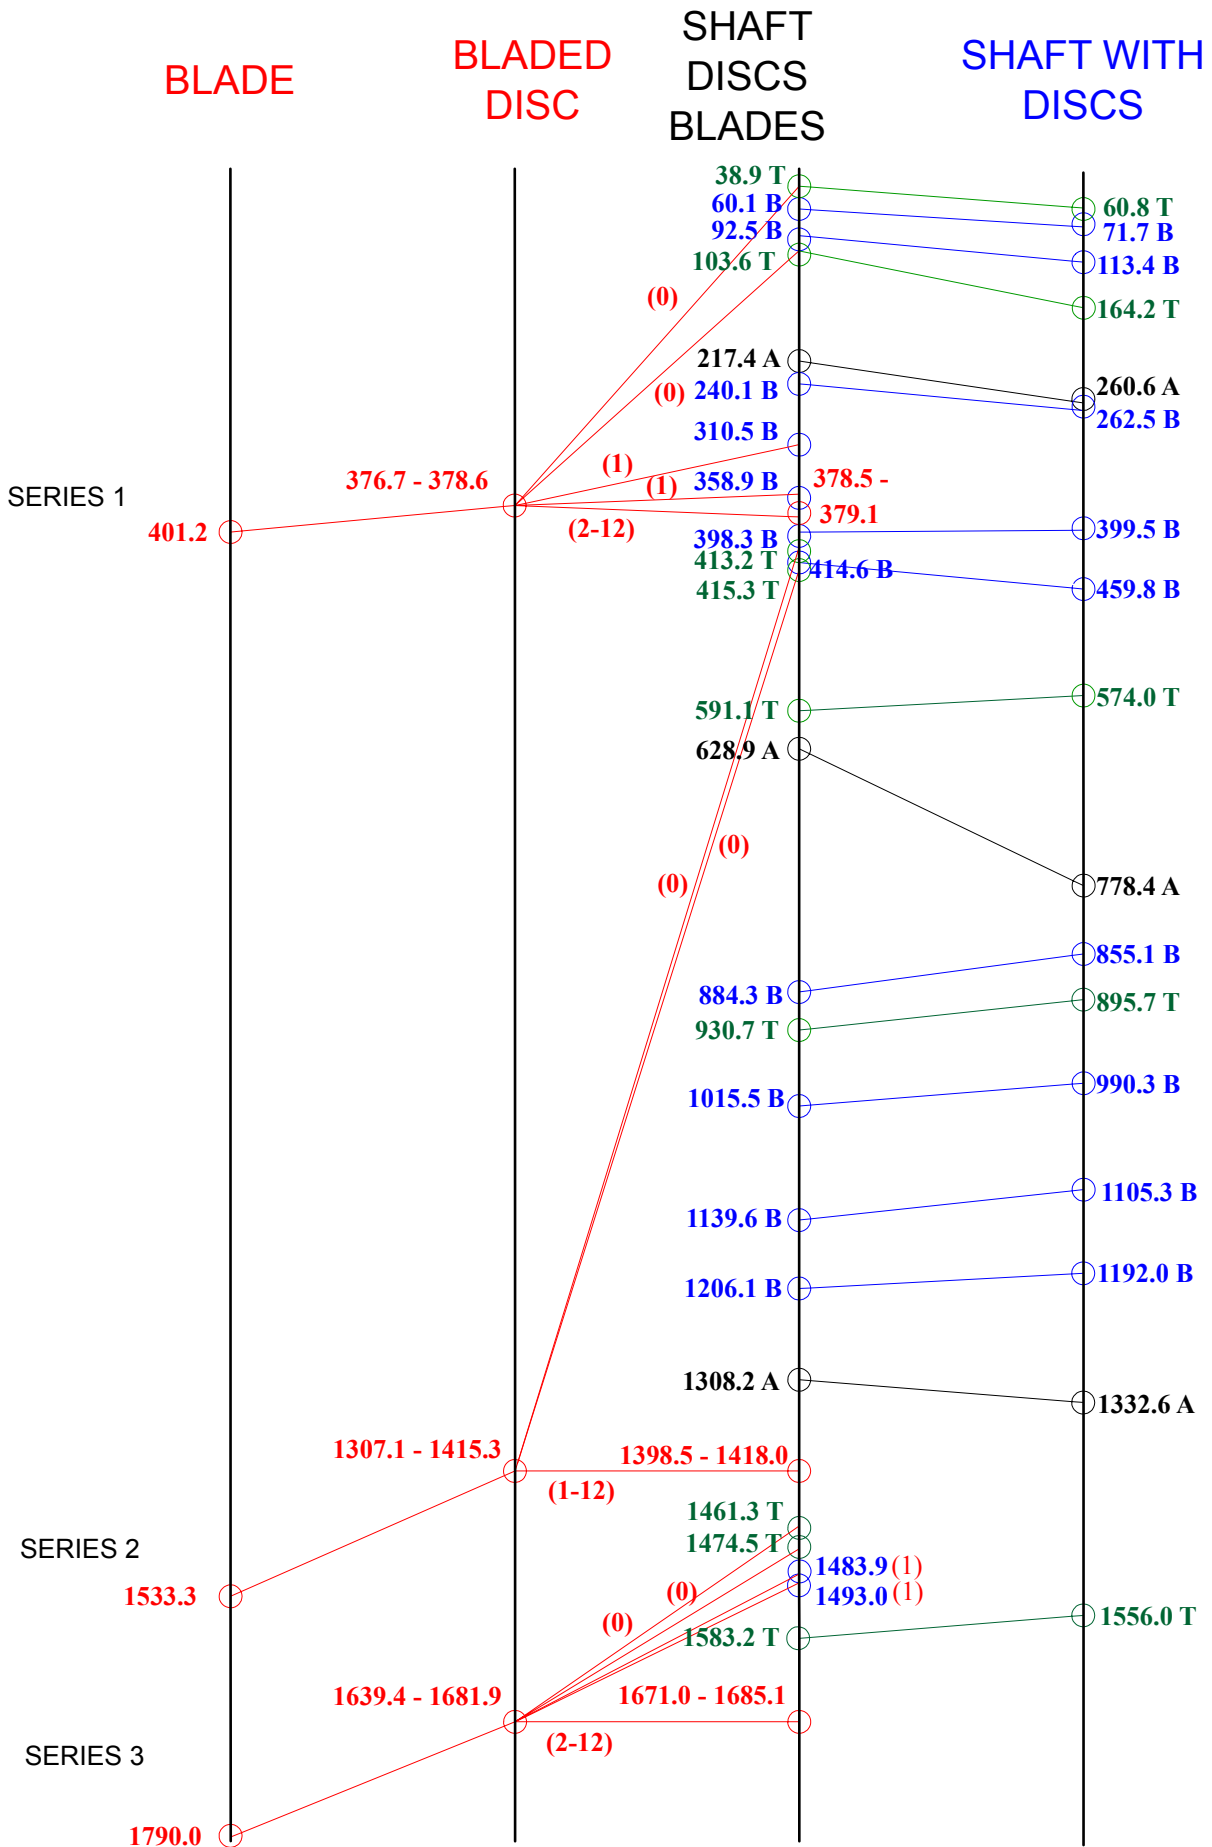 BLADE
BLADED
DISC
SHAFT
DISCS
BLADES
SHAFT WITH
DISCS
38.9 T
60.1 B
92.5 B
103.6 T
60.8 T
71.7 B
113.4 B
164.2 T
(0)
(0)
217.4 A
240.1 B
260.6 A
262.5 B
310.5 B
(1)
(1)
358.9 B
378.5 -
379.1
376.7 - 378.6
SERIES 1
401.2
(2-12)
398.3 B
413.2 T
414.6 B
415.3 T
399.5 B
459.8 B
591.1 T
574.0 T
628.9 A
778.4 A
(0)
(0)
884.3 B
855.1 B
930.7 T
895.7 T
1015.5 B
990.3 B
1139.6 B
1105.3 B
1206.1 B
1192.0 B
1308.2 A
1332.6 A
1307.1 - 1415.3
1398.5 - 1418.0
(1-12)
SERIES 2
1533.3
1461.3 T
1474.5 T
1483.9 (1)
1493.0 (1)
(0)
(0)
1583.2 T
1556.0 T
1639.4 - 1681.9
1671.0 - 1685.1
(2-12)
SERIES 3
1790.0